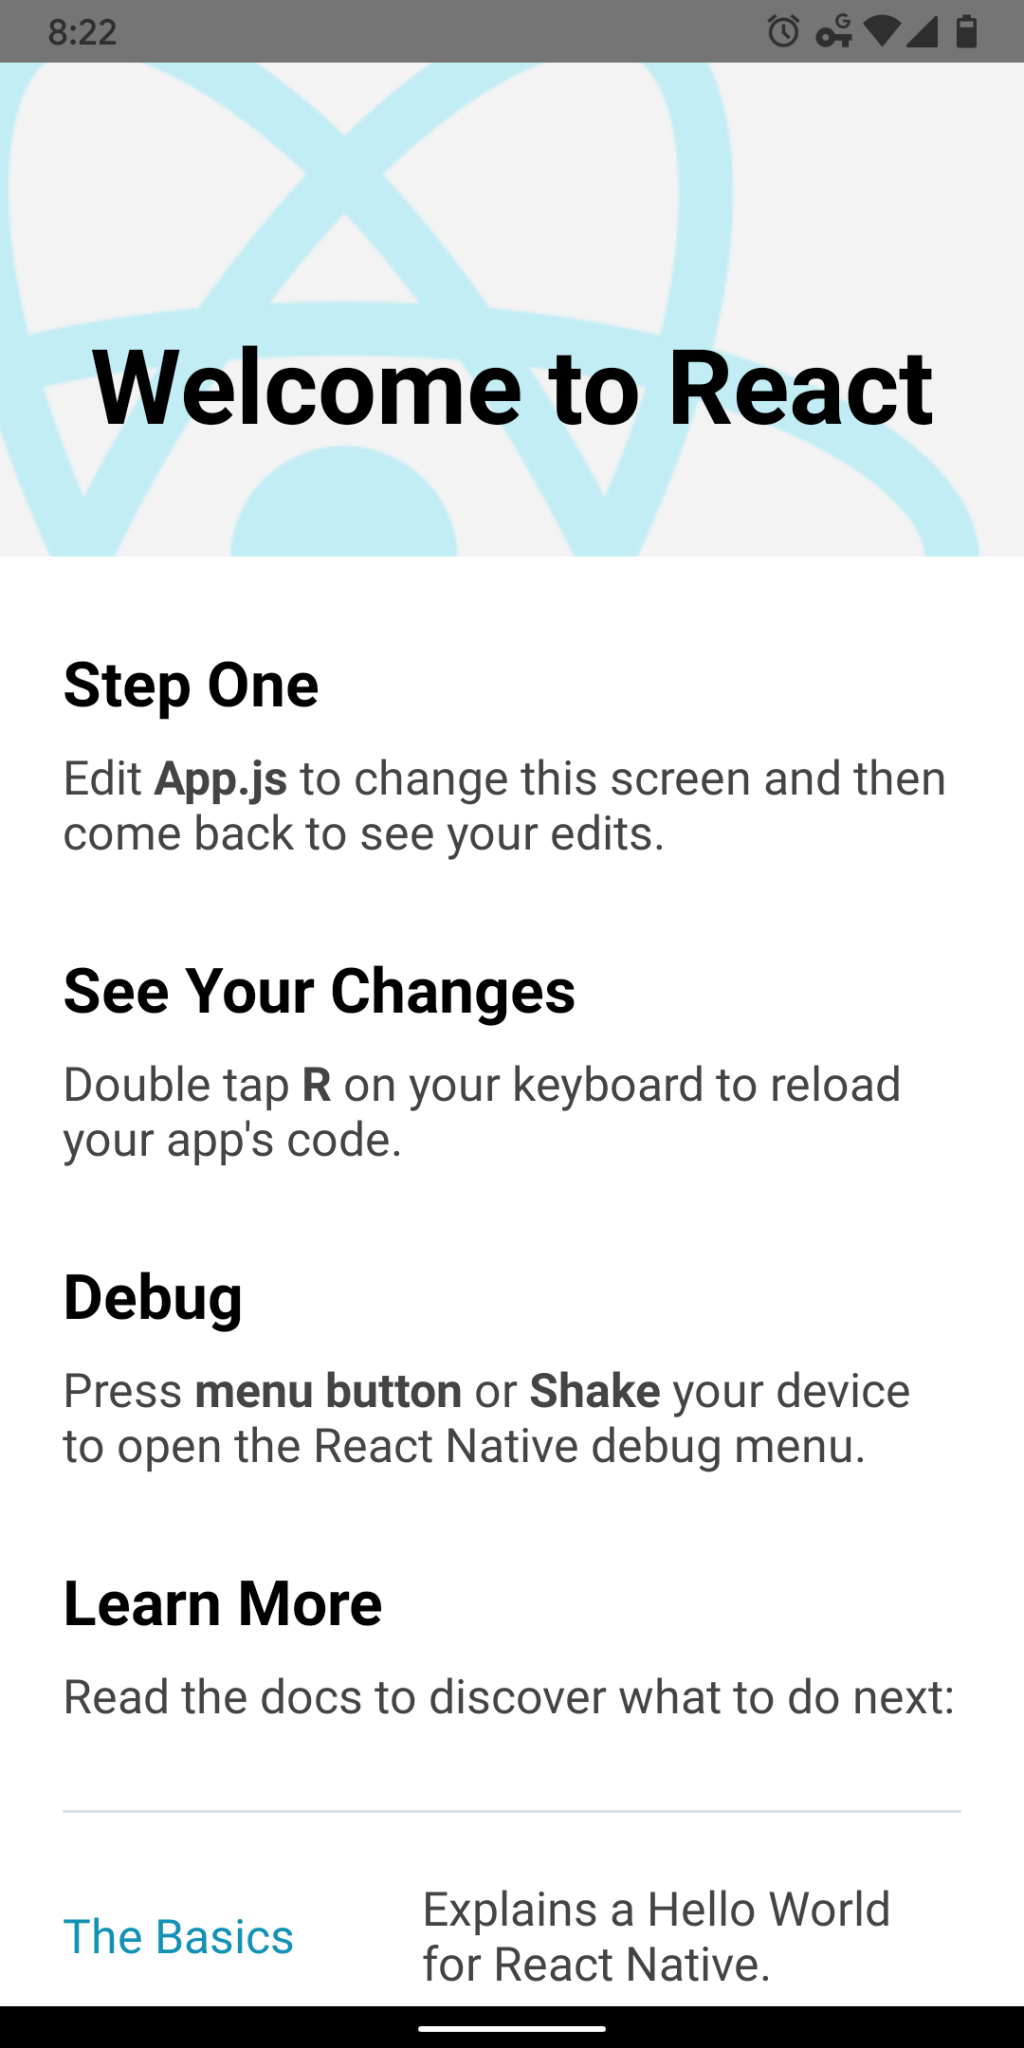 8:22
G
Welcome to React
Step One
Edit App.js to change this screen and then
come back to see your edits.
See Your Changes
Double tap R on your keyboard to reload
your app's code.
Debug
Press menu button or Shake your device
to open the React Native debug menu.
Learn More
Read the docs to discover what to do next:
The Basics
Explains a Hello World
for React Native.